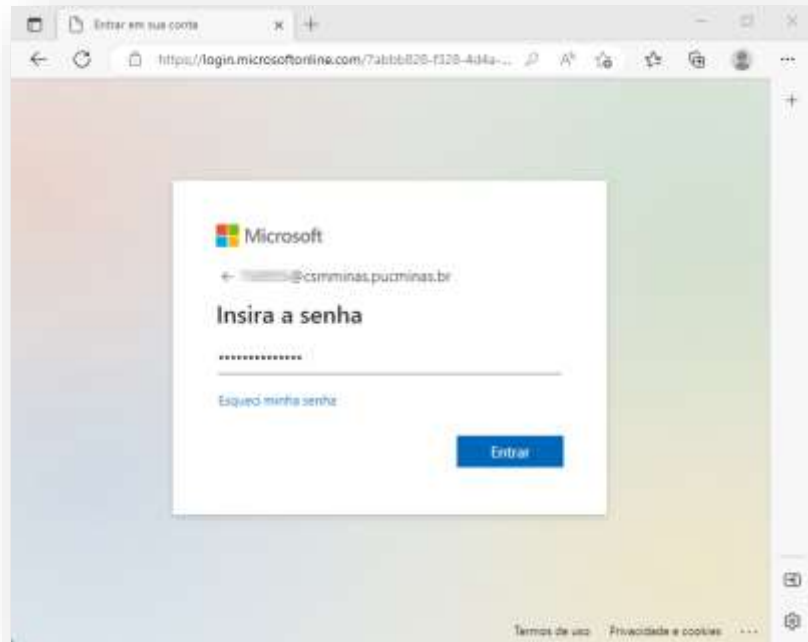 Entrar em sua conta
https://login.microsoftonline.com/7abbb828-f328-4d4a-...
Microsoft
@csmminas.pucminas.br
Insira a senha
••••••••••••••
Esqueci minha senha
Entrar
Termos de uso Privacidade e cookies ...